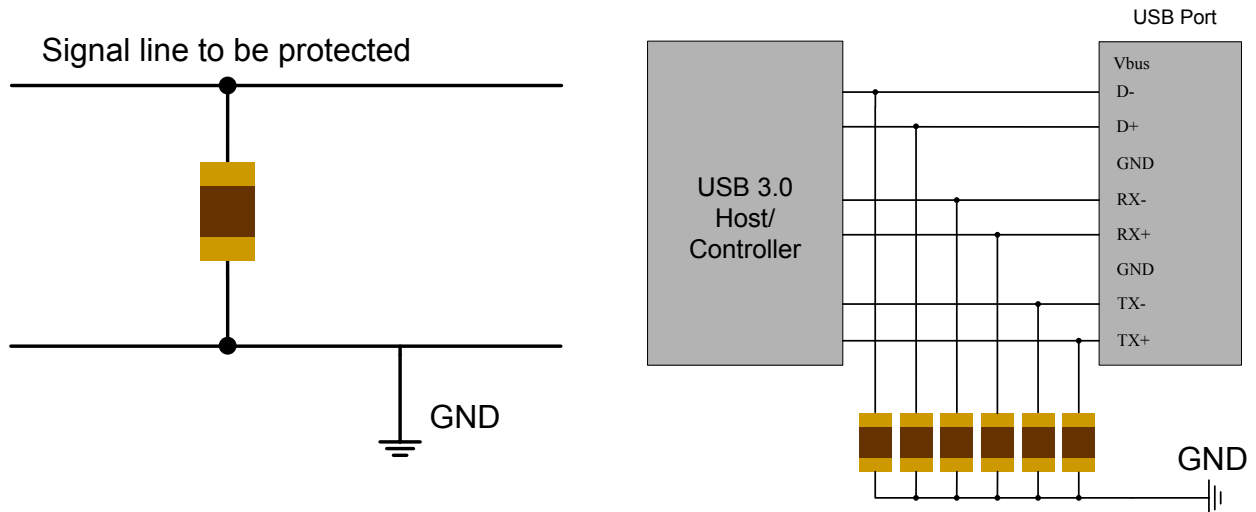 Signal line to be protected
GND
USB Port
USB 3.0
Host/
Controller
Vbus
D-
D+
GND
RX-
RX+
GND
TX-
TX+
GND